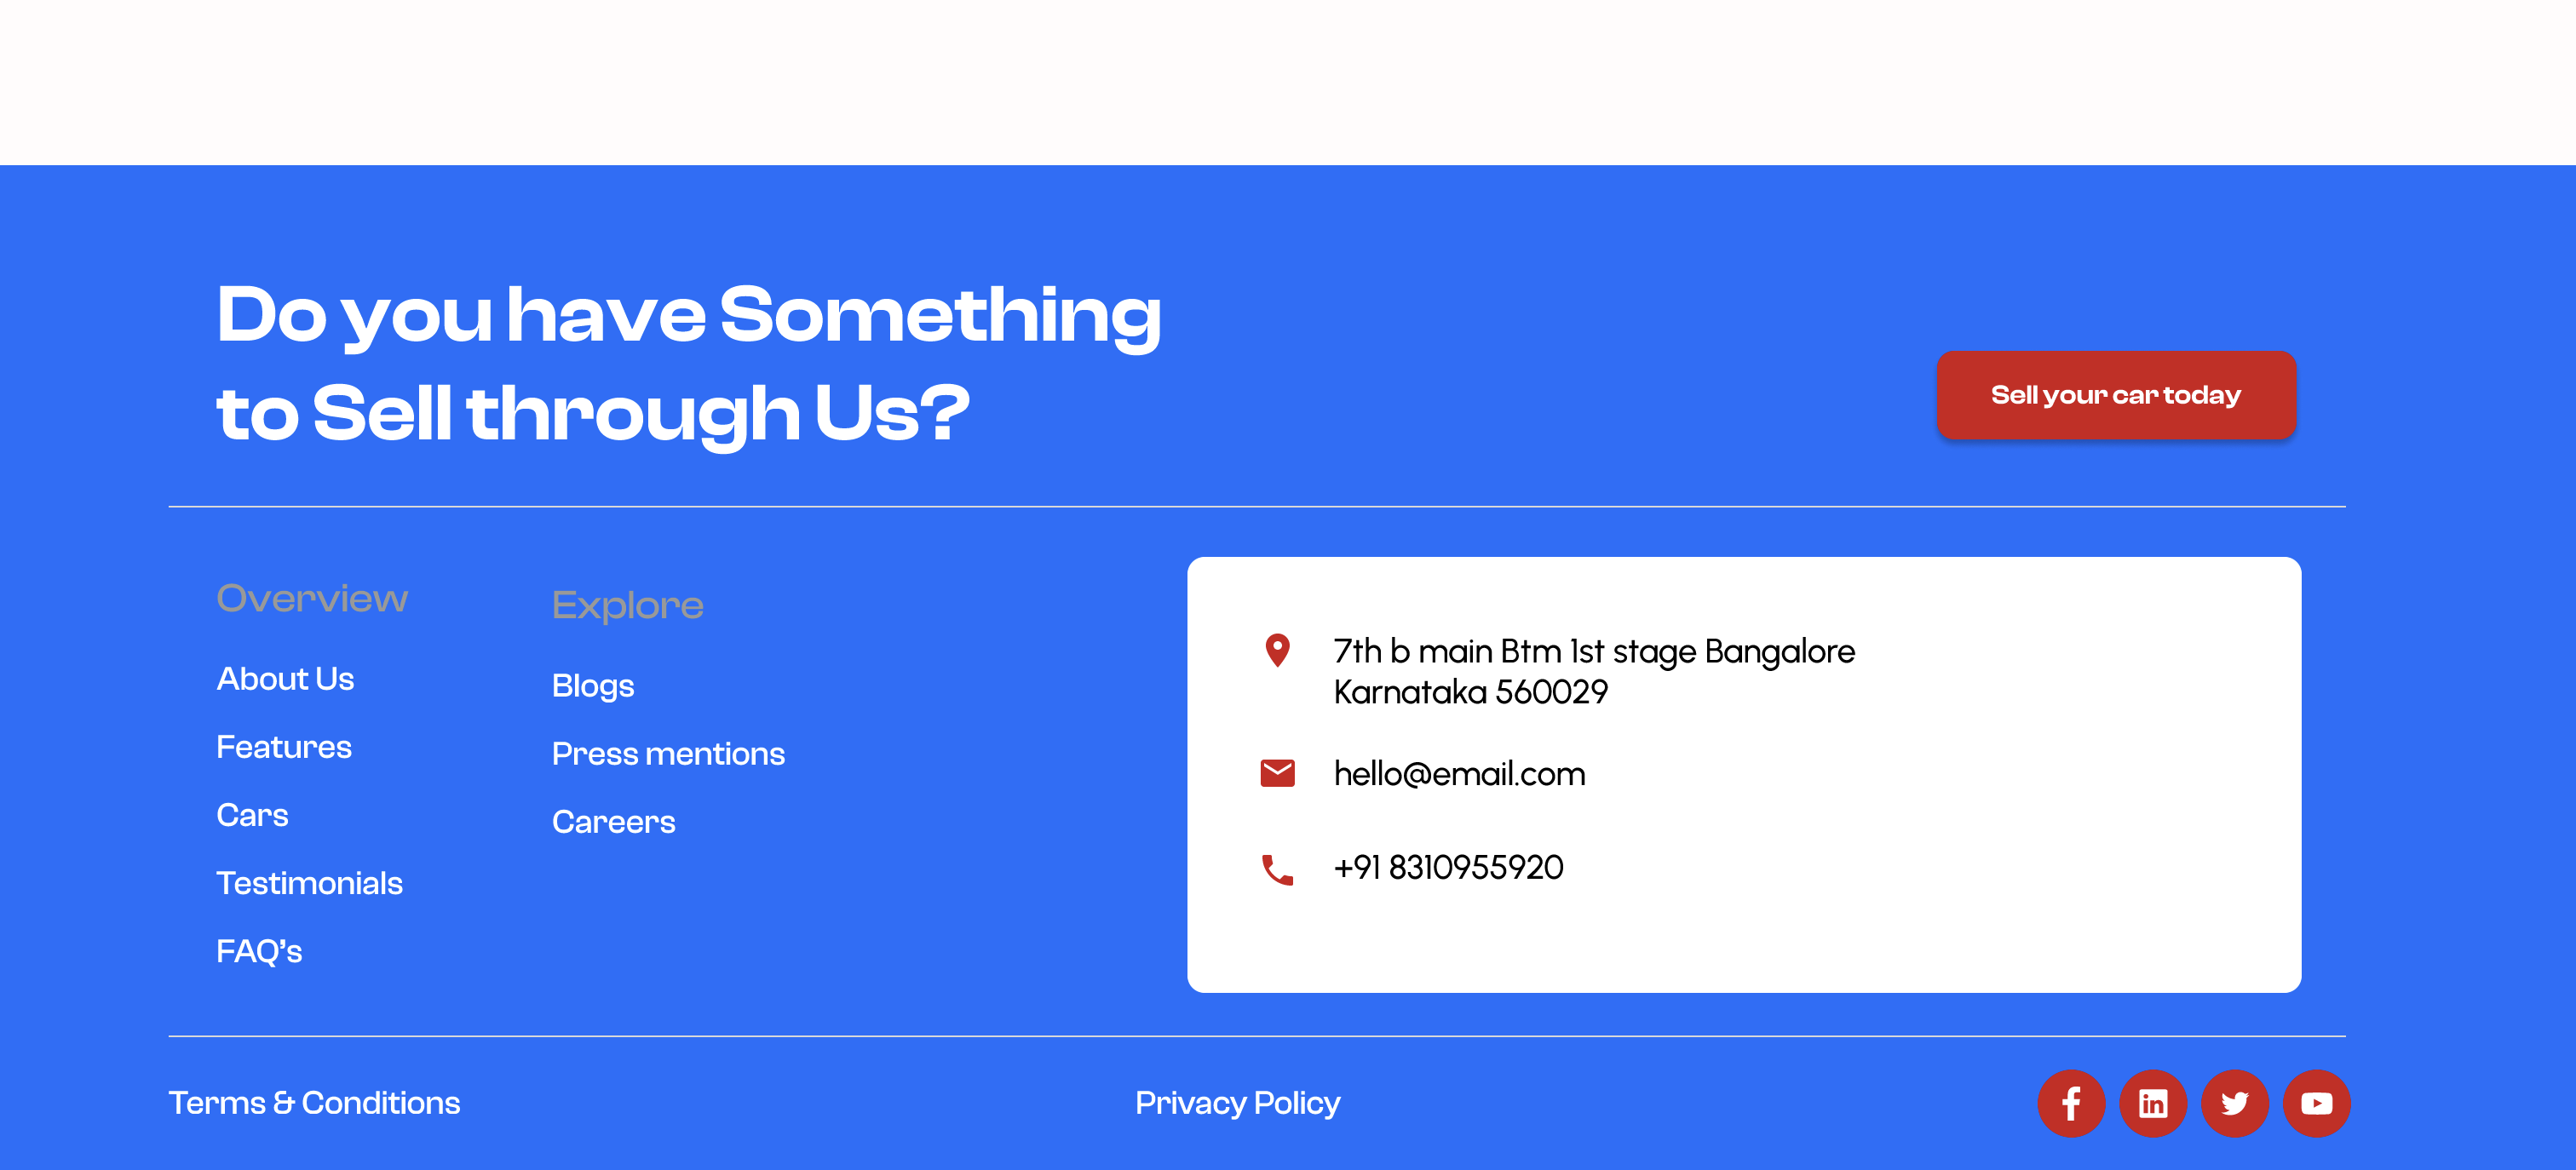 Do you have Something
to Sell through Us?
Sell your car today
Overview
About Us
Features
Cars
Testimonials
FAQ’s
Explore
Blogs
Press mentions
Careers
7th b main Btm 1st stage Bangalore
Karnataka 560029
hello@email.com
+91 8310955920
Terms & Conditions
Privacy Policy